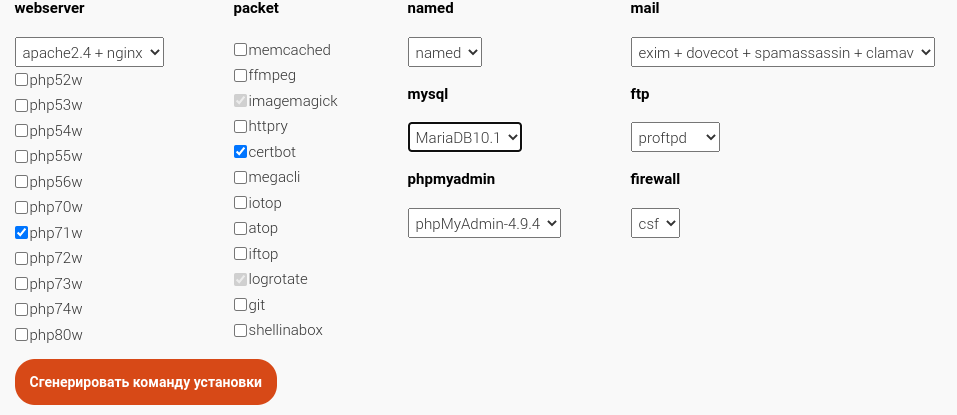 webserver
apache2.4 + nginx
php52w
php53w
php54w
php55w
php56w
php70w
php71w
php72w
php73w
php74w
php80w
packet
memcached
ffmpeg
imagemagick
httpry
certbot
megacli
iotop
atop
iftop
logrotate
git
shellinabox
named
named
mysql
MariaDB10.1
phpmyadmin
phpMyAdmin-4.9.4
mail
exim + dovecot + spamassassin + clamav
ftp
proftpd
firewall
csf
Сгенерировать команду установки